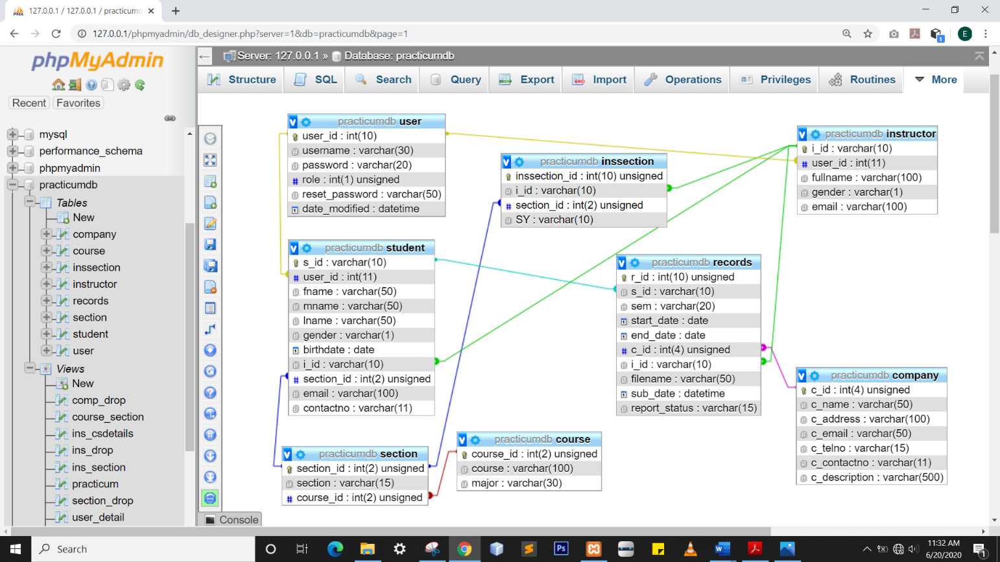 127.0.0.1 / 127.0.0.1 / practicumd
127.0.0.1/phpmyadmin/db_designer.php?server=1&db=practicumdb&page=1
E
1
phpMyAdmin
Recent
Favorites
mysql
performance_schema
phpmyadmin
practicumdb
Tables
New
company
course
inssection
instructor
records
section
student
user
Views
New
comp_drop
course_section
ins_csdetails
ins_drop
ins_section
practicum
section_drop
user_detail
Server: 127.0.0.1 » Database: practicumdb
Structure
SQL
Search
Query
Export
Import
Operations
Privileges
Routines
More
practicumdb user
user_id : int(10)
username : varchar(30)
password : varchar(20)
role : int(1) unsigned
reset_password : varchar(50)
date_modified : datetime
practicumdb inssection
inssection_id : int(10) unsigned
i_id : varchar(10)
section_id : int(2) unsigned
SY : varchar(10)
practicumdb instructor
i_id : varchar(10)
user_id : int(11)
fullname : varchar(100)
gender : varchar(1)
email : varchar(100)
practicumdb student
s_id : varchar(10)
user_id : int(11)
fname : varchar(50)
mname : varchar(50)
lname : varchar(50)
gender : varchar(1)
birthdate : date
i_id : varchar(10)
section_id : int(2) unsigned
email : varchar(100)
contactno : varchar(11)
practicumdb records
r_id : int(10) unsigned
s_id : varchar(10)
sem : varchar(20)
start_date : date
end_date : date
c_id : int(4) unsigned
i_id : varchar(10)
filename : varchar(50)
sub_date : datetime
report_status : varchar(15)
practicumdb company
c_id : int(4) unsigned
c_name : varchar(50)
c_address : varchar(100)
c_email : varchar(50)
c_telno : varchar(15)
c_contactno : varchar(11)
c_description : varchar(500)
practicumdb section
section_id : int(2) unsigned
section : varchar(15)
course_id : int(2) unsigned
practicumdb course
course_id : int(2) unsigned
course : varchar(100)
major : varchar(30)
Console
Search
Ps
11:32 AM
6/20/2020
1